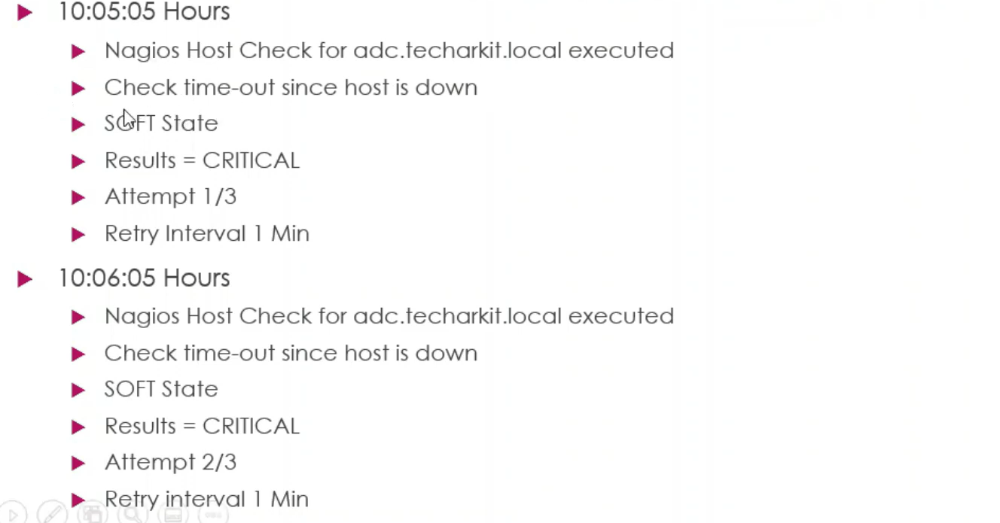 10:05:05 Hours
Nagios Host Check for adc.techarkit.local executed
Check time-out since host is down
SOFT State
Results = CRITICAL
Attempt 1/3
Retry Interval 1 Min
10:06:05 Hours
Nagios Host Check for adc.techarkit.local executed
Check time-out since host is down
SOFT State
Results = CRITICAL
Attempt 2/3
Retry interval 1 Min